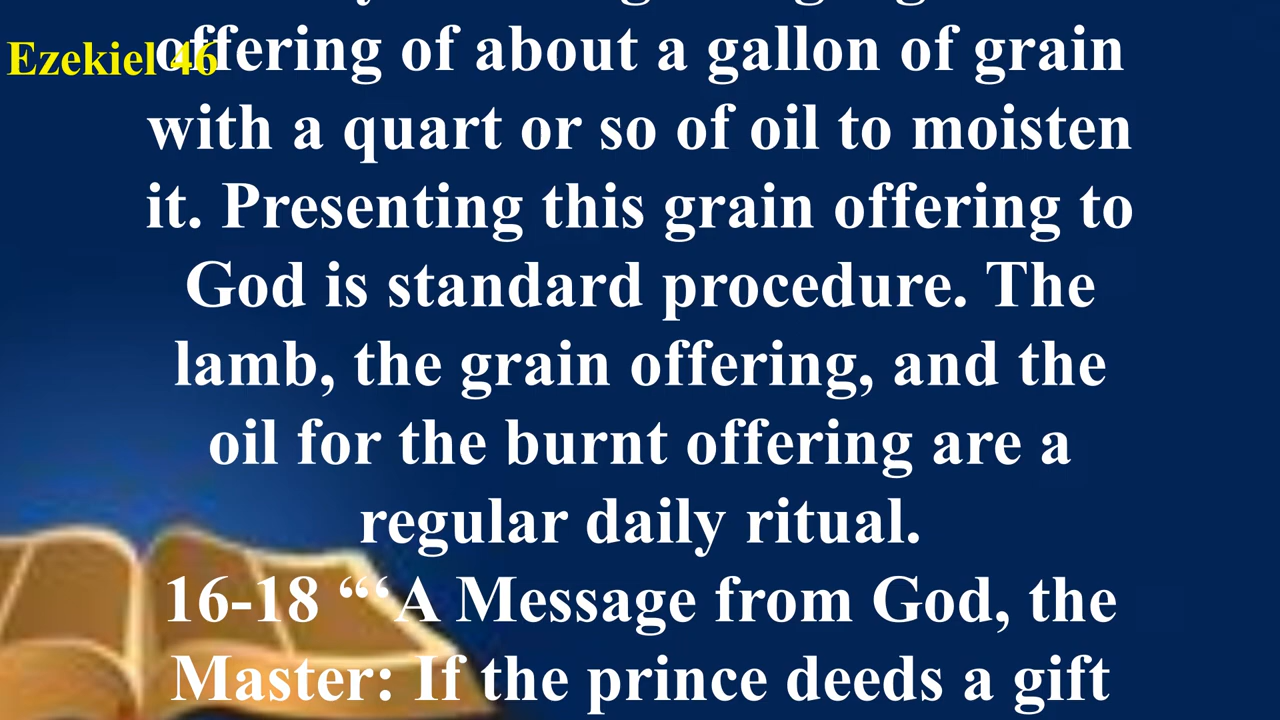 Ezekiel 46
offering of about a gallon of grain
with a quart or so of oil to moisten
it. Presenting this grain offering to
God is standard procedure. The
lamb, the grain offering, and the
oil for the burnt offering are a
regular daily ritual.
16-18 “‘A Message from God, the
Master: If the prince deeds a gift